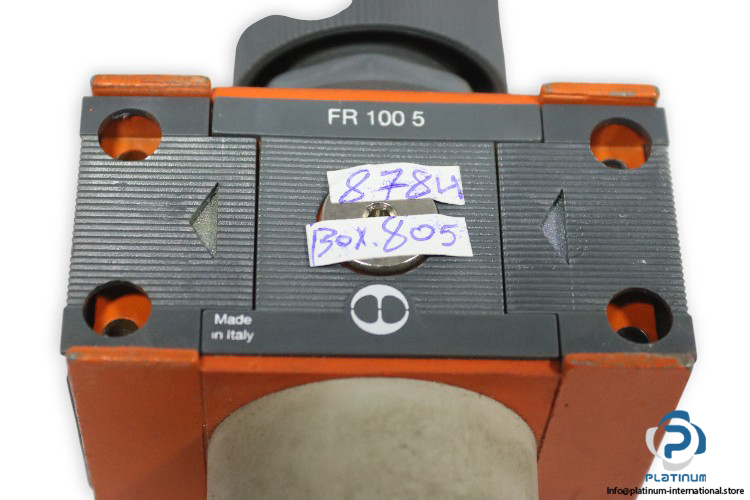 FR 100 5
8784
BOX.805
Made
in Italy
PLATINUM
Info@platinum-international.store